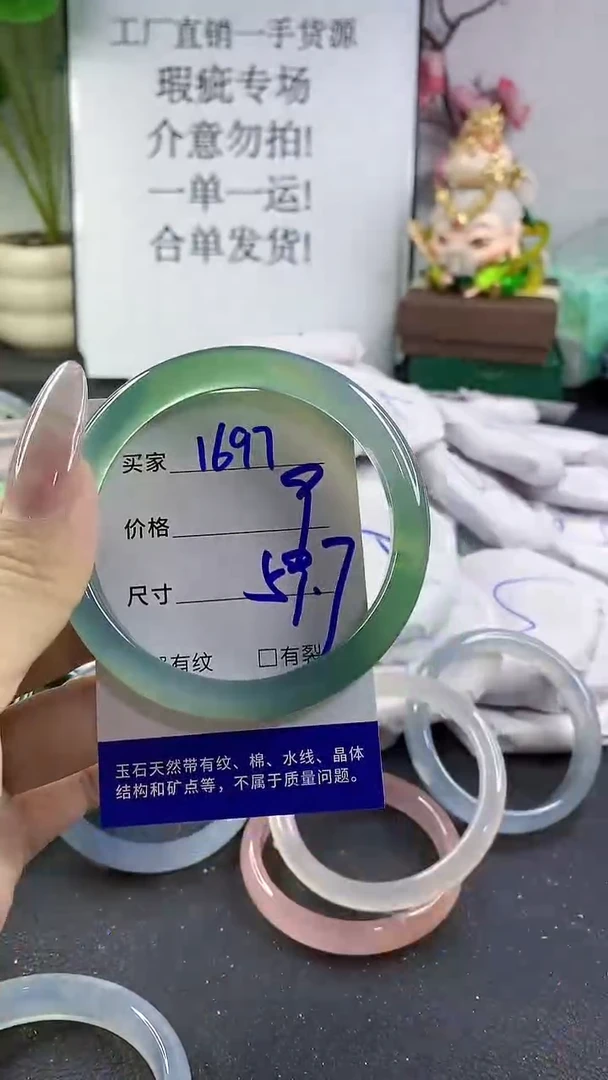 工厂直销一手货源
瑕疵专场
介意勿拍!
一单一运!
合单发货!
买家 1697
价格 9
尺寸 59.7
有纹 □有裂
玉石天然带有纹、棉、水线、晶体
结构和矿点等，不属于质量问题。